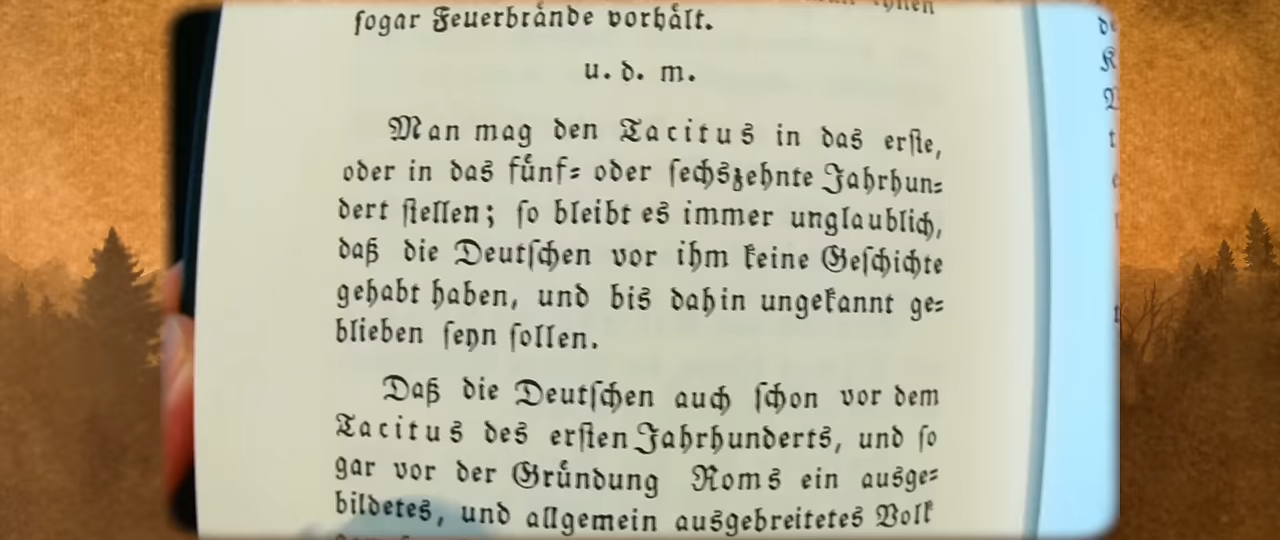 ihnen
sogar Feuerbrände vorhält.
u. d. m.
Man mag den Tacitus in das erste,
oder in das fünf= oder sechszehnte Jahrhun=
dert stellen; so bleibt es immer unglaublich,
daß die Deutschen vor ihm keine Geschichte
gehabt haben, und bis dahin ungekannt ge=
blieben seyn sollen.
Daß die Deutschen auch schon vor dem
Tacitus des ersten Jahrhunderts, und so
gar vor der Gründung Roms ein ausge=
bildetes, und allgemein ausgebreitetes Volk